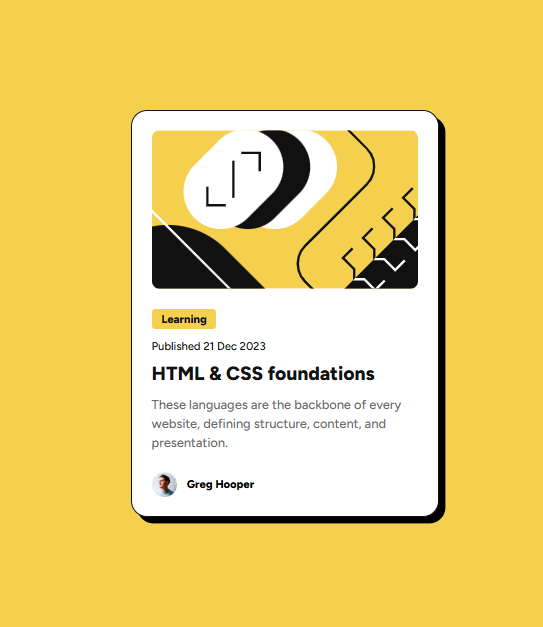 Learning
Published 21 Dec 2023
HTML & CSS foundations
These languages are the backbone of every
website, defining structure, content, and
presentation.
Greg Hooper